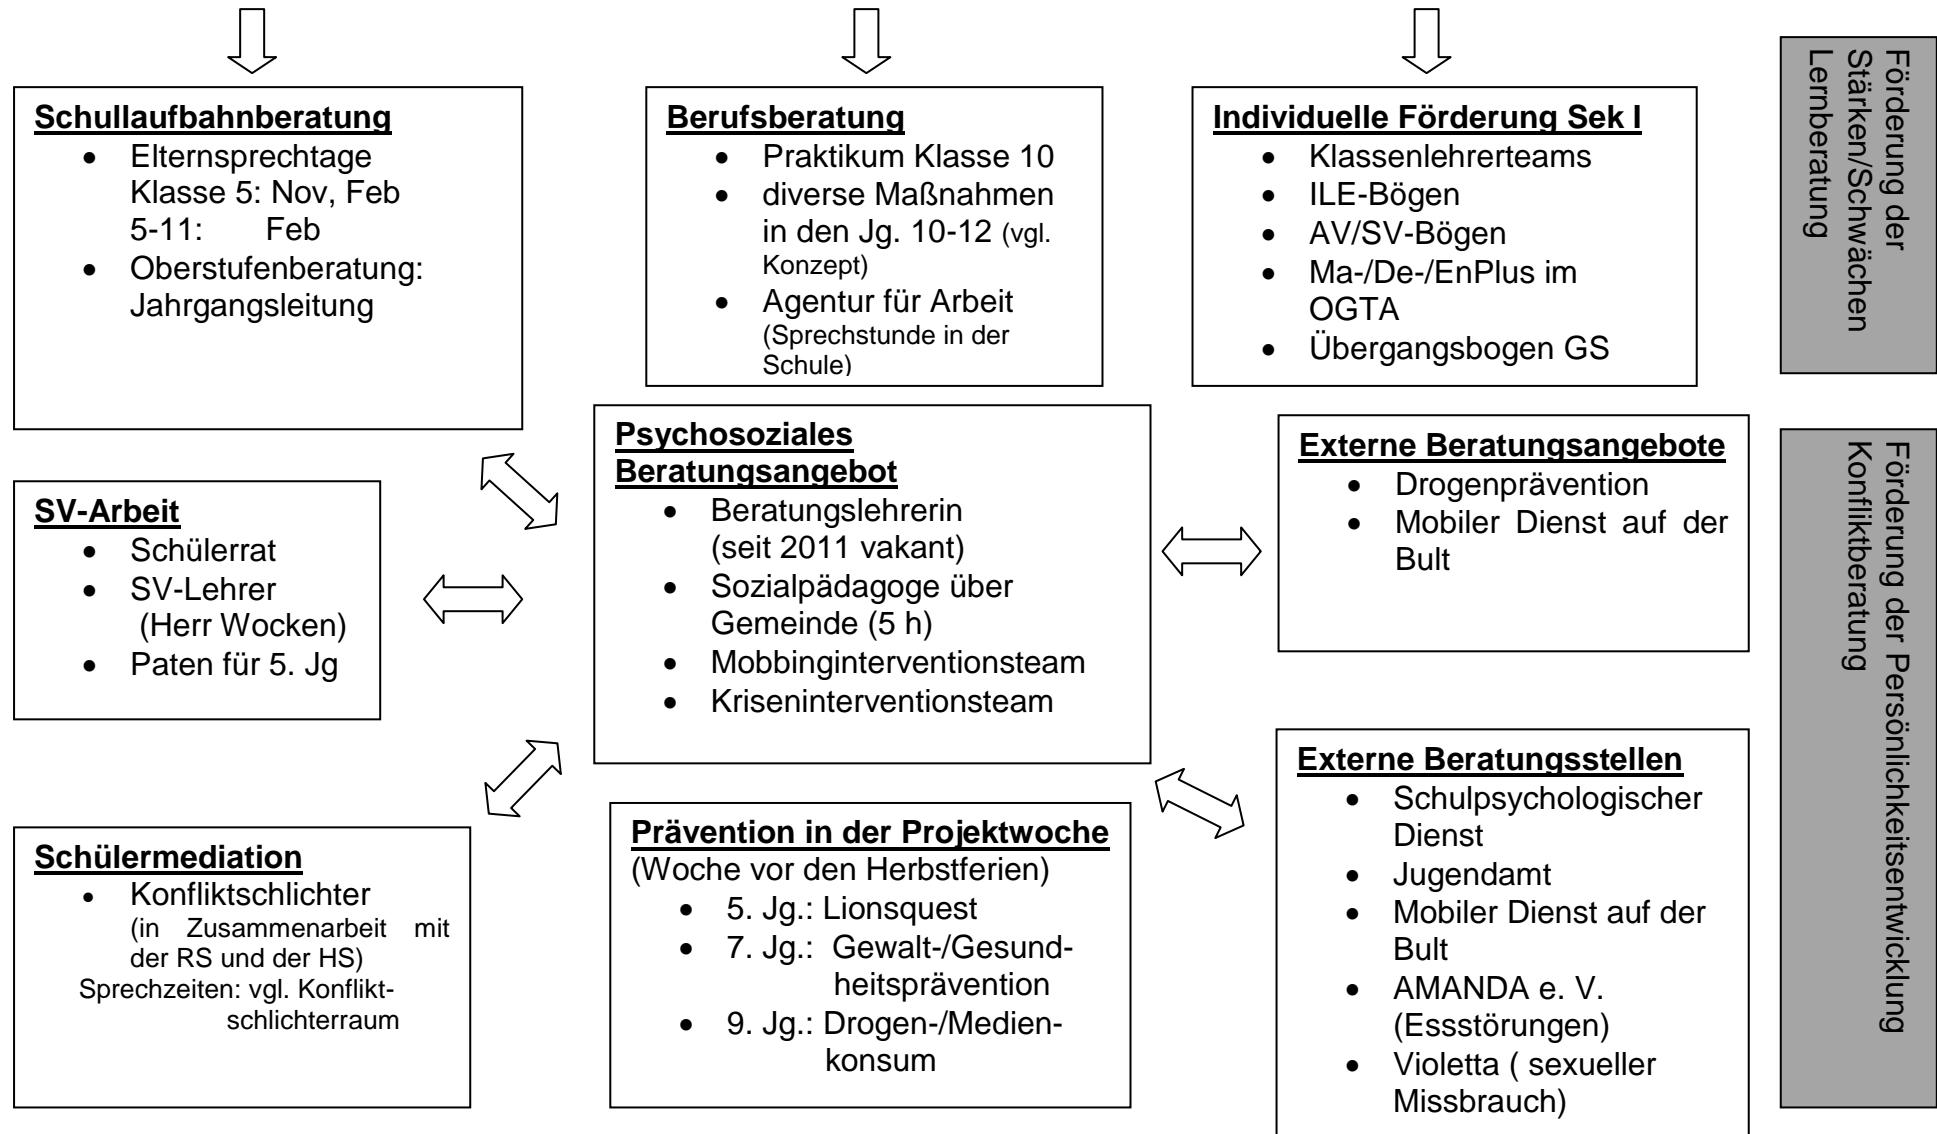 Schullaufbahnberatung
• Elternsprechtage
Klasse 5: Nov, Feb
5-11: Feb
• Oberstufenberatung:
Jahrgangsleitung
Berufsberatung
• Praktikum Klasse 10
• diverse Maßnahmen
in den Jg. 10-12 (vgl.
Konzept)
• Agentur für Arbeit
(Sprechstunde in der
Schule)
Individuelle Förderung Sek I
• Klassenlehrerteams
• ILE-Bögen
• AV/SV-Bögen
• Ma-/De-/EnPlus im
OGTA
• Übergangsbogen GS
Förderung der
Stärken/Schwächen
Lernberatung
SV-Arbeit
• Schülerrat
• SV-Lehrer
(Herr Wocken)
• Paten für 5. Jg
Psychosoziales
Beratungsangebot
• Beratungslehrerin
(seit 2011 vakant)
• Sozialpädagoge über
Gemeinde (5 h)
• Mobbinginterventionsteam
• Kriseninterventionsteam
Externe Beratungsangebote
• Drogenprävention
• Mobiler Dienst auf der
Bult
Förderung der Persönlichkeitsentwicklung
Konfliktberatung
Schülermediation
• Konfliktschlichter
(in Zusammenarbeit mit
der RS und der HS)
Sprechzeiten: vgl. Konflikt-
schlichterraum
Prävention in der Projektwoche
(Woche vor den Herbstferien)
• 5. Jg.: Lionsquest
• 7. Jg.: Gewalt-/Gesund-
heitsprävention
• 9. Jg.: Drogen-/Medien-
konsum
Externe Beratungsstellen
• Schulpsychologischer
Dienst
• Jugendamt
• Mobiler Dienst auf der
Bult
• AMANDA e. V.
(Essstörungen)
• Violetta ( sexueller
Missbrauch)